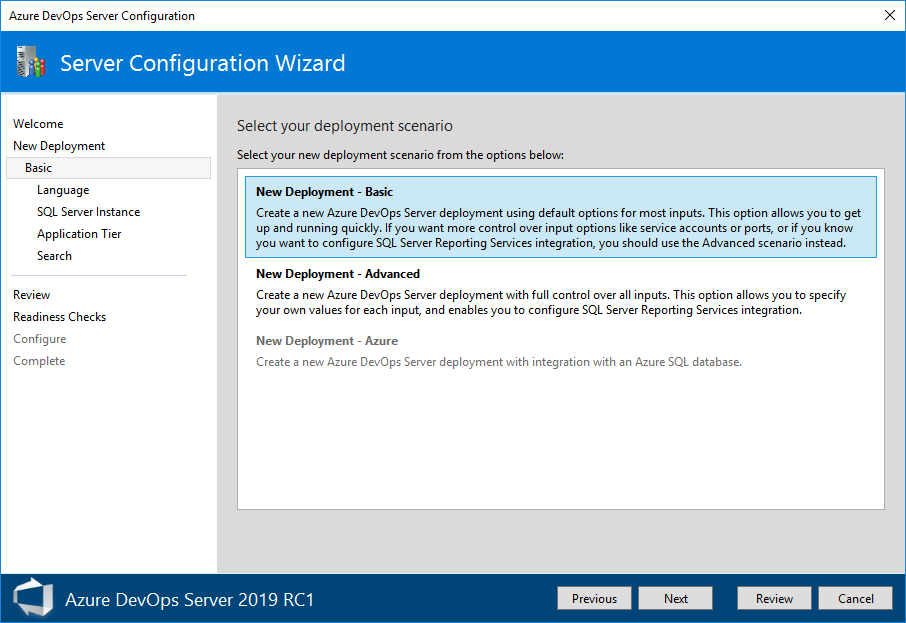 Azure DevOps Server Configuration
Server Configuration Wizard
Welcome
New Deployment
Basic
Language
SQL Server Instance
Application Tier
Search
Review
Readiness Checks
Configure
Complete
Select your deployment scenario
Select your new deployment scenario from the options below:
New Deployment - Basic
Create a new Azure DevOps Server deployment using default options for most inputs. This option allows you to get
up and running quickly. If you want more control over input options like service accounts or ports, or if you know
you want to configure SQL Server Reporting Services integration, you should use the Advanced scenario instead.
New Deployment - Advanced
Create a new Azure DevOps Server deployment with full control over all inputs. This option allows you to specify
your own values for each input, and enables you to configure SQL Server Reporting Services integration.
New Deployment - Azure
Create a new Azure DevOps Server deployment with integration with an Azure SQL database.
Azure DevOps Server 2019 RC1
Previous
Next
Review
Cancel